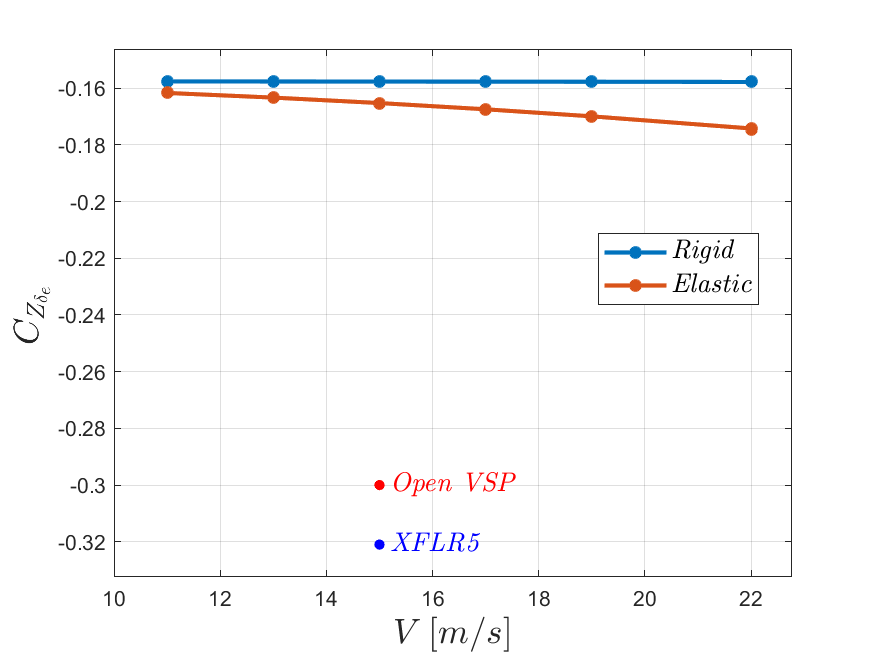 -0.16
-0.18
-0.2
-0.22
-0.24
-0.26
-0.28
-0.3
-0.32
C_{Z_{δ_e}}
Rigid
Elastic
Open VSP
XFLR5
10 12 14 16 18 20 22
V [m/s]